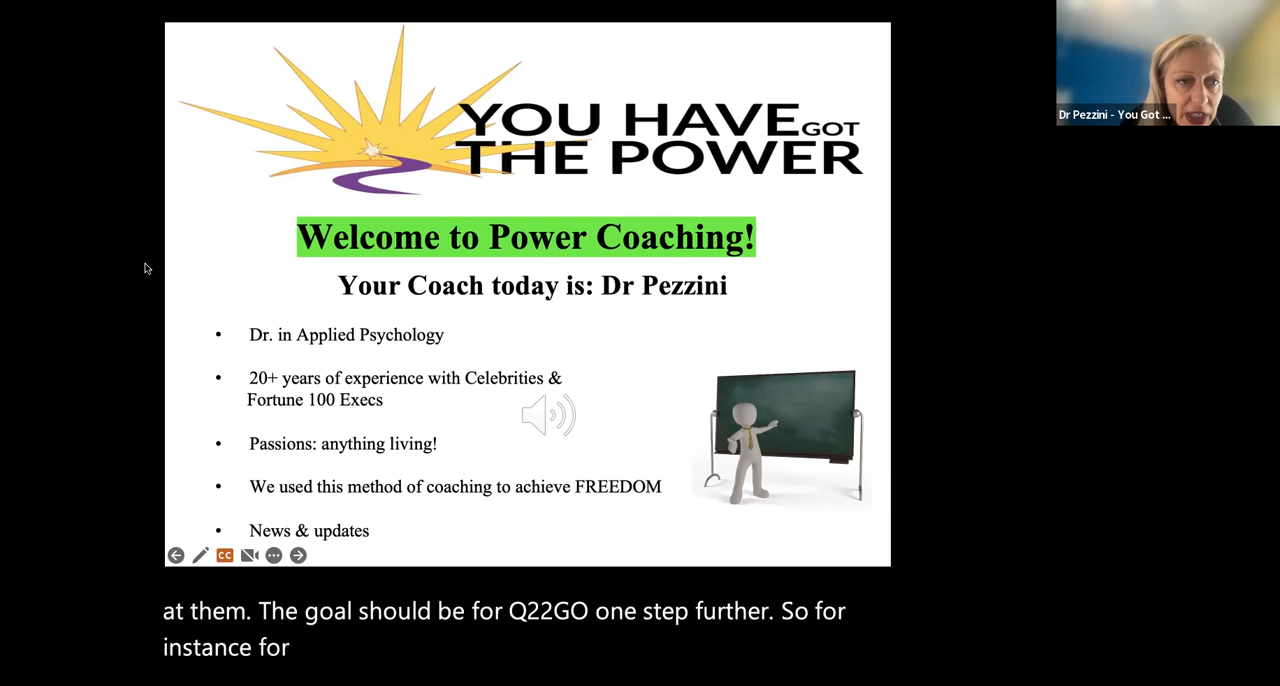 YOU HAVE GOT
THE POWER
Dr Pezzini - You Got ...
Welcome to Power Coaching!
Your Coach today is: Dr Pezzini
• Dr. in Applied Psychology
• 20+ years of experience with Celebrities &
Fortune 100 Execs
• Passions: anything living!
• We used this method of coaching to achieve FREEDOM
• News & updates
CC
at them. The goal should be for Q22GO one step further. So for
instance for